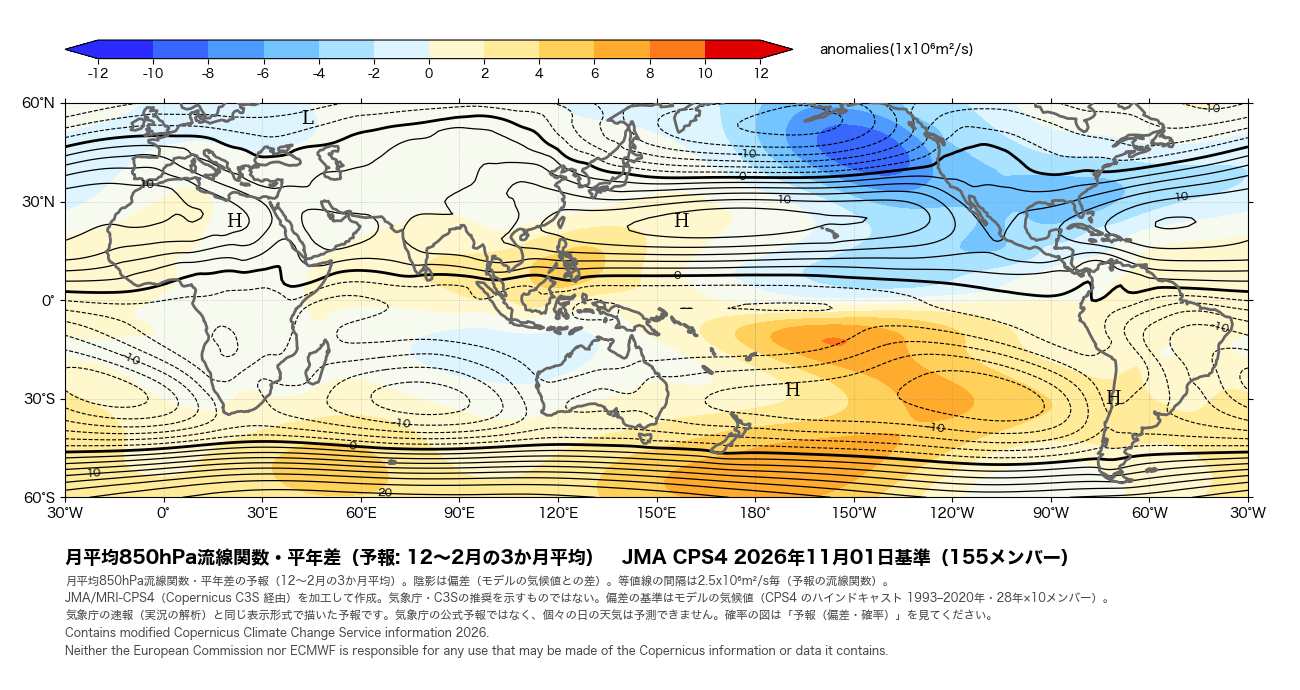 anomalies(1x10⁶m²/s)
-12 -10 -8 -6 -4 -2 0 2 4 6 8 10 12
60°N
30°N
0°
30°S
60°S
L
H
H
H
H
10
10
10
10
-10
-10
-10
-10
-10
-10
0
0
0
10
20
30°W 0° 30°E 60°E 90°E 120°E 150°E 180° 150°W 120°W 90°W 60°W 30°W
月平均850hPa流線関数・平年差（予報: 12〜2月の3か月平均） JMA CPS4 2026年11月01日基準（155メンバー）
月平均850hPa流線関数・平年差の予報（12〜2月の3か月平均）。陰影は偏差（モデルの気候値との差）。等値線の間隔は2.5x10⁶m²/s毎（予報の流線関数）。
JMA/MRI-CPS4（Copernicus C3S 経由）を加工して作成。気象庁・C3Sの推奨を示すものではない。偏差の基準はモデルの気候値（CPS4 のハインドキャスト 1993–2020年・28年×10メンバー）。
気象庁の速報（実況の解析）と同じ表示形式で描いた予報です。気象庁の公式予報ではなく、個々の日の天気は予測できません。確率の図は「予報（偏差・確率）」を見てください。
Contains modified Copernicus Climate Change Service information 2026.
Neither the European Commission nor ECMWF is responsible for any use that may be made of the Copernicus information or data it contains.